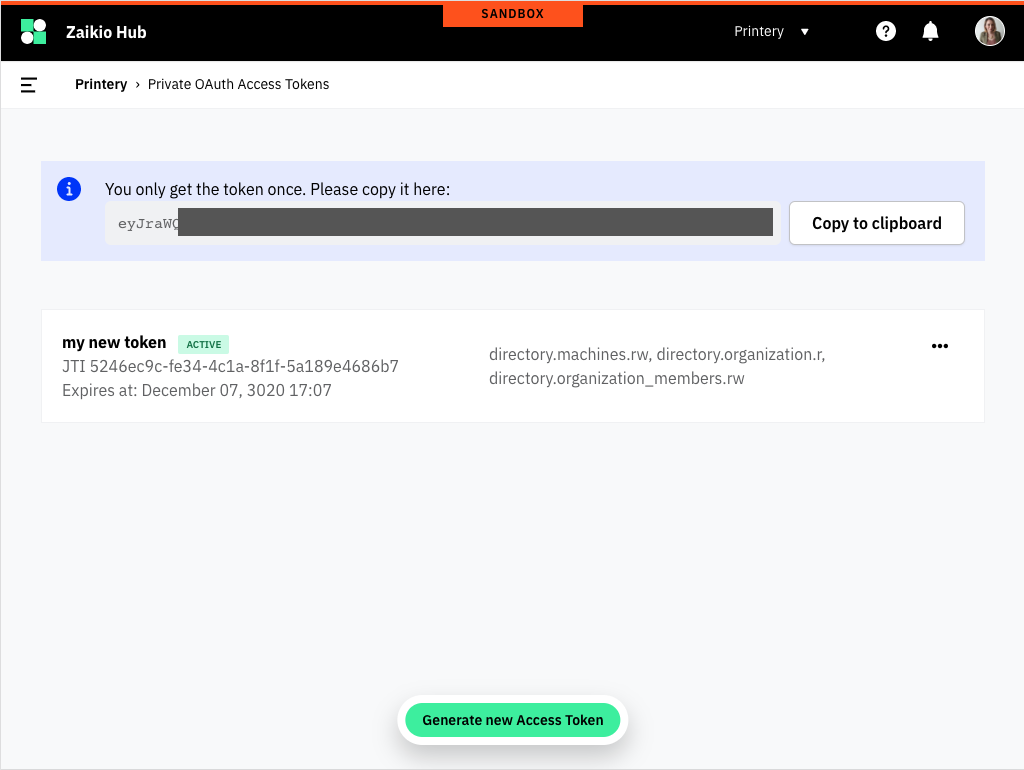 SANDBOX
Zaikio Hub
Printery ▼
Printery › Private OAuth Access Tokens
You only get the token once. Please copy it here:
eyJraWQ
Copy to clipboard
my new token ACTIVE
JTI 5246ec9c-fe34-4c1a-8f1f-5a189e4686b7
Expires at: December 07, 3020 17:07
directory.machines.rw, directory.organization.r,
directory.organization_members.rw
Generate new Access Token